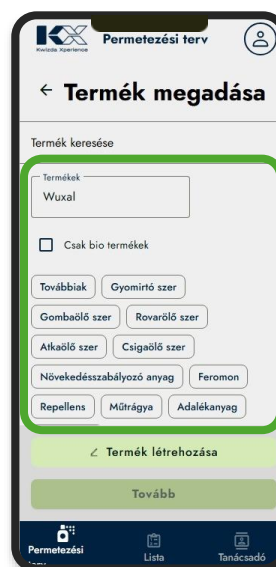 KX
Kwizda Xperience
Permetezési terv
← Termék megadása
Termék keresése
Termékek
Wuxal
Csak bio termékek
Továbbiak Gyomirtó szer
Gombaölő szer Rovarölő szer
Atkaölő szer Csigaölő szer
Növekedésszabályozó anyag Feromon
Repellens Műtrágya Adalékanyag
Termék létrehozása
Tovább
Permetezési
Lista
Tanácsadó